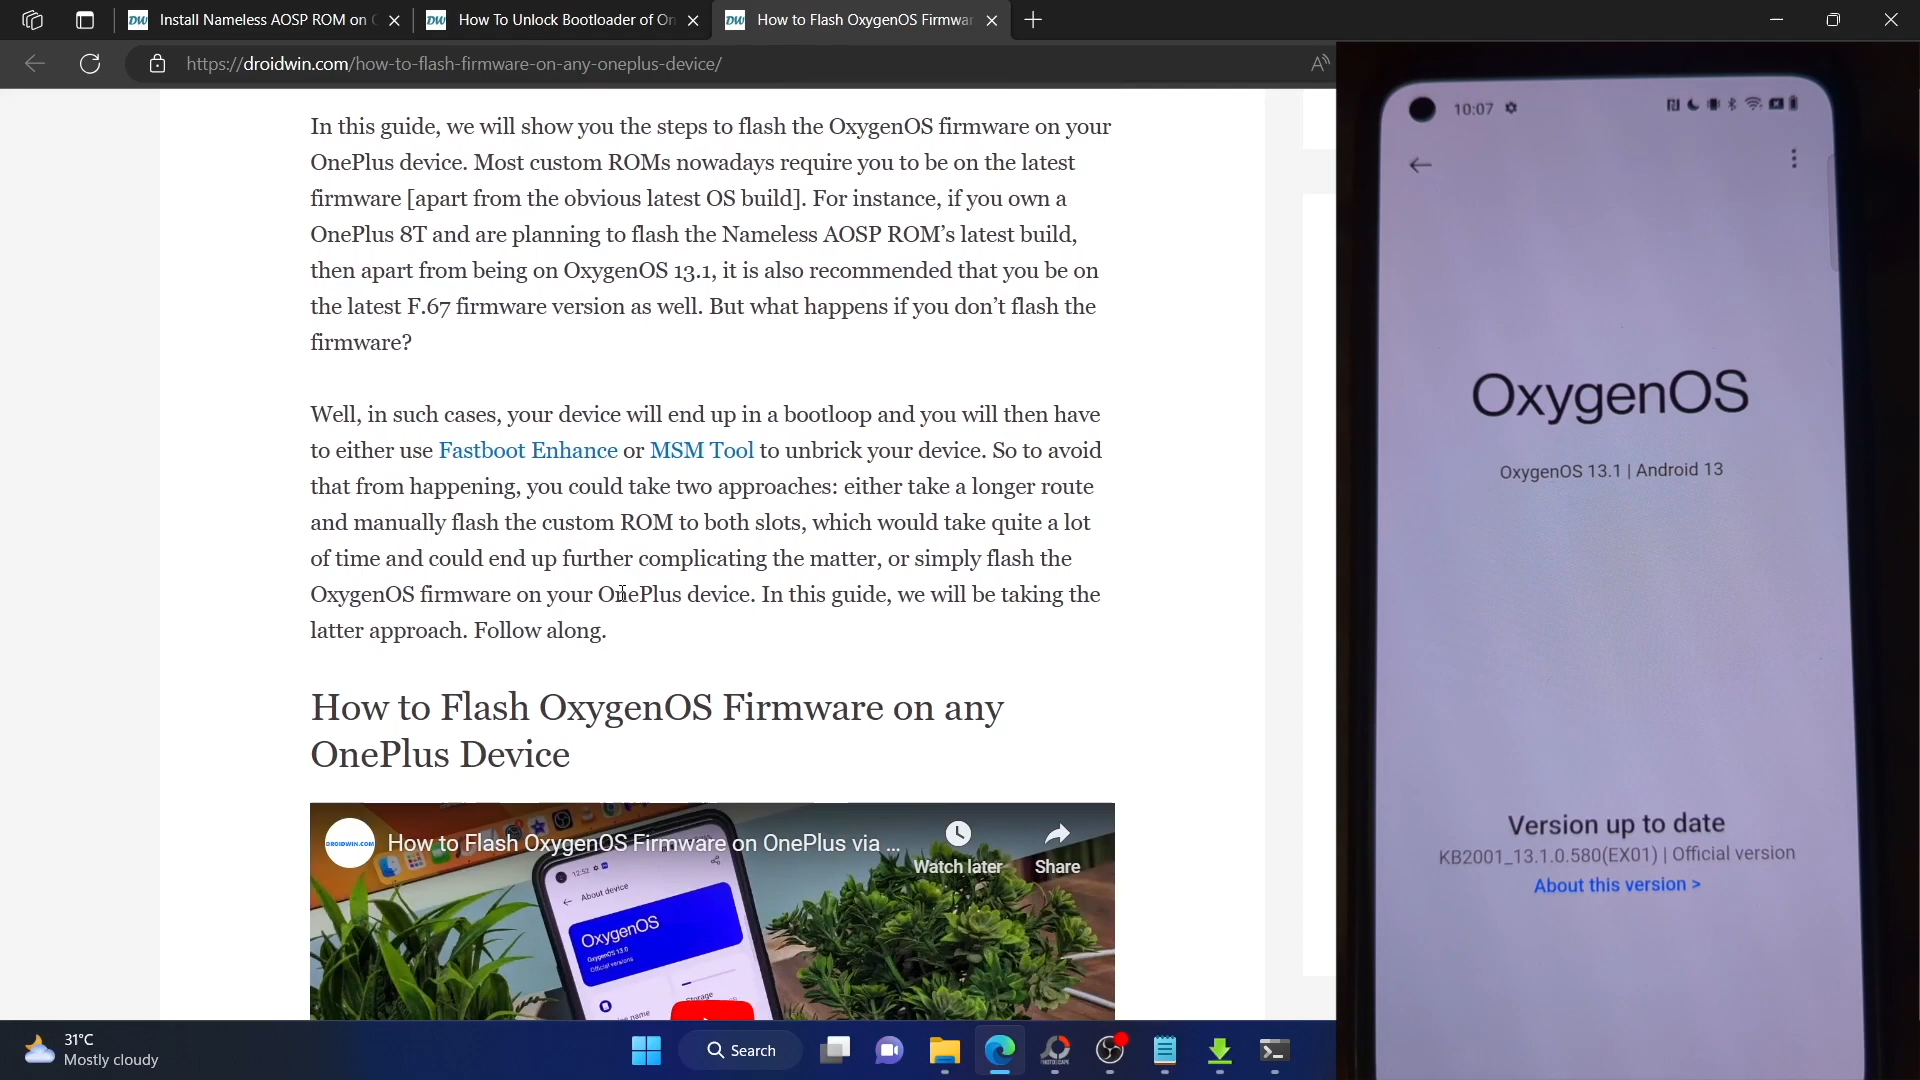 Install Nameless AOSP ROM on
How To Unlock Bootloader of On
How to Flash OxygenOS Firmwar
https://droidwin.com/how-to-flash-firmware-on-any-oneplus-device/
In this guide, we will show you the steps to flash the OxygenOS firmware on your
OnePlus device. Most custom ROMs nowadays require you to be on the latest
firmware [apart from the obvious latest OS build]. For instance, if you own a
OnePlus 8T and are planning to flash the Nameless AOSP ROM’s latest build,
then apart from being on OxygenOS 13.1, it is also recommended that you be on
the latest F.67 firmware version as well. But what happens if you don’t flash the
firmware?
Well, in such cases, your device will end up in a bootloop and you will then have
to either use Fastboot Enhance or MSM Tool to unbrick your device. So to avoid
that from happening, you could take two approaches: either take a longer route
and manually flash the custom ROM to both slots, which would take quite a lot
of time and could end up further complicating the matter, or simply flash the
OxygenOS firmware on your OnePlus device. In this guide, we will be taking the
latter approach. Follow along.
How to Flash OxygenOS Firmware on any
OnePlus Device
DROIDWIN.COM
How to Flash OxygenOS Firmware on OnePlus via ...
Watch later
Share
12:52
About device
OxygenOS
OxygenOS 13.0
Official versions
Storage
31°C
Mostly cloudy
Search
10:07
OxygenOS
OxygenOS 13.1 | Android 13
Version up to date
KB2001_13.1.0.580(EX01) | Official version
About this version >